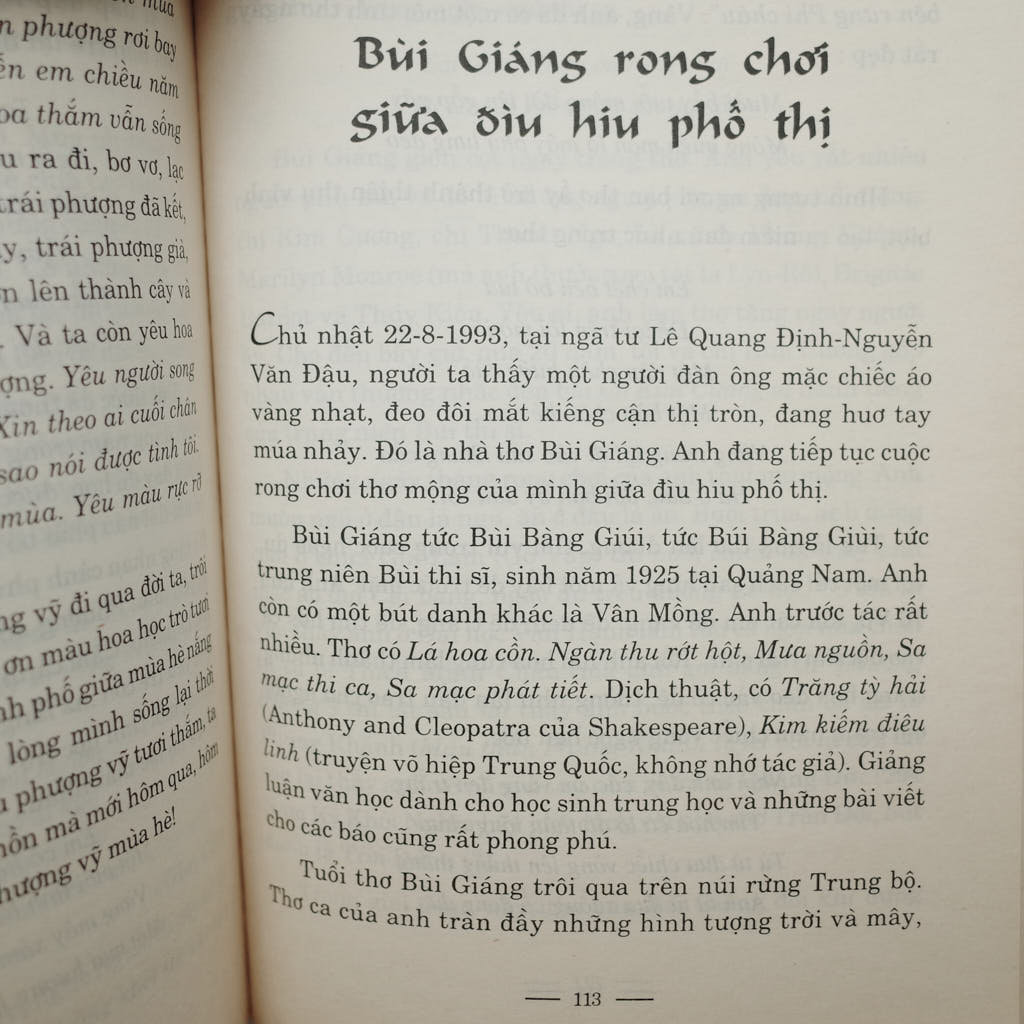 mùa
phượng rơi bay
em chiều năm
thắm vẫn sống
ra đi, bơ vơ, lạc
trái phượng đã kết,
trái phượng già,
lên thành cây và
Và ta còn yêu hoa
Yêu người song
Xin theo ai cuối chân
sao nói được tình tôi.
mùa. Yêu màu rực rỡ
vỹ đi qua đời ta, trôi
ơn màu hoa học trò tươi
phố giữa mùa hè nắng
lòng mình sống lại thời
phượng vỹ tươi thắm, ta
mà mới hôm qua, hôm
phượng vỹ mùa hè!
Bùi Giáng rong chơi
giữa đìu hiu phố thị
Chủ nhật 22-8-1993, tại ngã tư Lê Quang Định-Nguyễn
Văn Đậu, người ta thấy một người đàn ông mặc chiếc áo
vàng nhạt, đeo đôi mắt kiếng cận thị tròn, đang huơ tay
múa nhảy. Đó là nhà thơ Bùi Giáng. Anh đang tiếp tục cuộc
rong chơi thơ mộng của mình giữa đìu hiu phố thị.
Bùi Giáng tức Bùi Bàng Giúi, tức Búi Bàng Giùi, tức
trung niên Bùi thi sĩ, sinh năm 1925 tại Quảng Nam. Anh
còn có một bút danh khác là Vân Mồng. Anh trước tác rất
nhiều. Thơ có Lá hoa cồn. Ngàn thu rớt hột, Mưa nguồn, Sa
mạc thi ca, Sa mạc phát tiết. Dịch thuật, có Trăng tỳ hải
(Anthony and Cleopatra của Shakespeare), Kim kiếm điêu
linh (truyện võ hiệp Trung Quốc, không nhớ tác giả). Giảng
luận văn học dành cho học sinh trung học và những bài viết
cho các báo cũng rất phong phú.
Tuổi thơ Bùi Giáng trôi qua trên núi rừng Trung bộ.
Thơ ca của anh tràn đầy những hình tượng trời và mây,
113